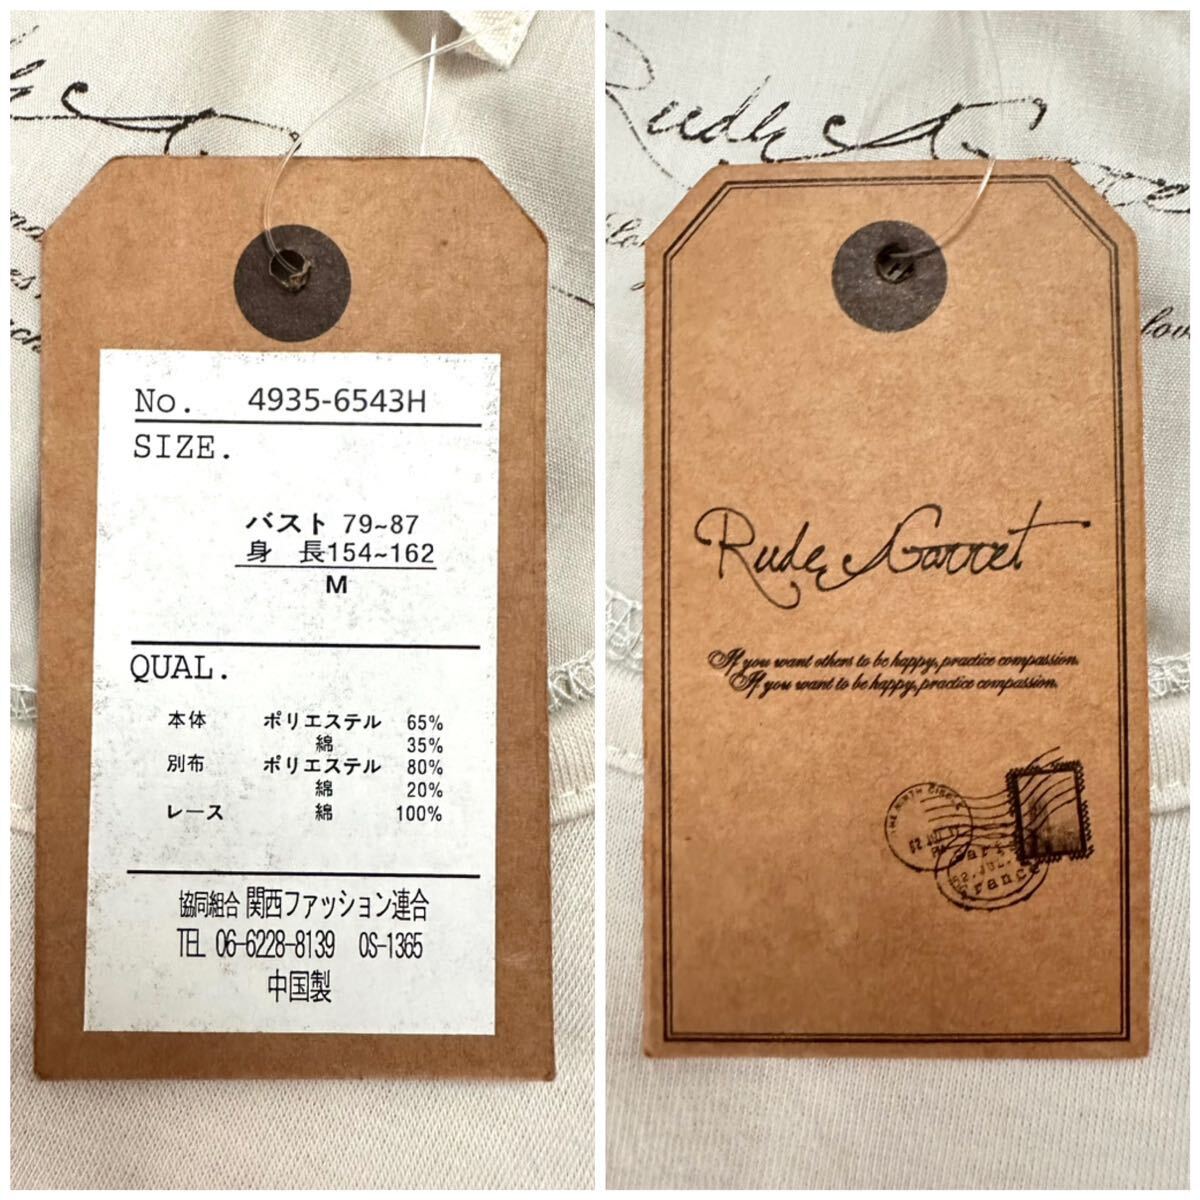 No. 4935-6543H
SIZE.
バスト 79~87
身 長154~162
M
QUAL.
本体 ポリエステル 65%
綿 35%
別布 ポリエステル 80%
綿 20%
レース 綿 100%
協同組合 関西ファッション連合
TEL 06-6228-8139 OS-1365
中国製
Rude
love
Rude Garret
If you want others to be happy, practice compassion.
If you want to be happy, practice compassion.